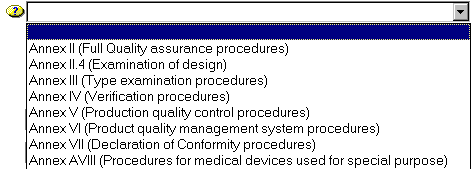 ?
Annex II (Full Quality assurance procedures)
Annex II.4 (Examination of design)
Annex III (Type examination procedures)
Annex IV (Verification procedures)
Annex V (Production quality control procedures)
Annex VI (Product quality management system procedures)
Annex VII (Declaration of Conformity procedures)
Annex AVIII (Procedures for medical devices used for special purpose)